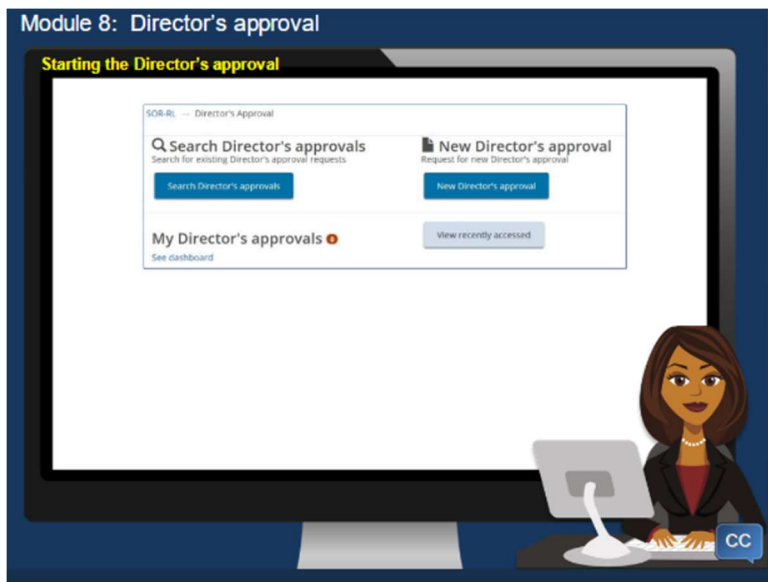 Module 8: Director's approval
Starting the Director's approval
SOR-RL — Director's Approval
Search Director's approvals
Search for existing Director's approval requests
Search Director's approvals
New Director's approval
Request for new Director's approval
New Director's approval
My Director's approvals 0
See dashboard
View recently accessed
CC